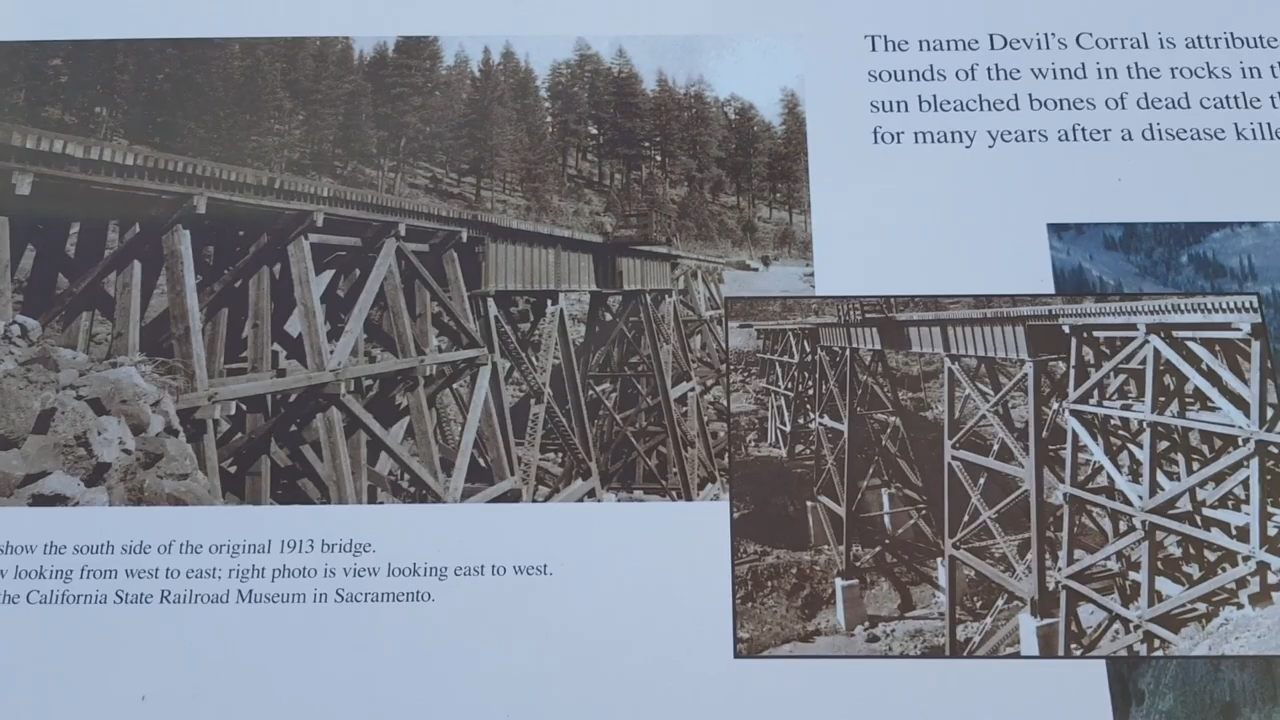 The name Devil's Corral is attribute
sounds of the wind in the rocks in t
sun bleached bones of dead cattle t
for many years after a disease kille
show the south side of the original 1913 bridge.
w looking from west to east; right photo is view looking east to west.
the California State Railroad Museum in Sacramento.